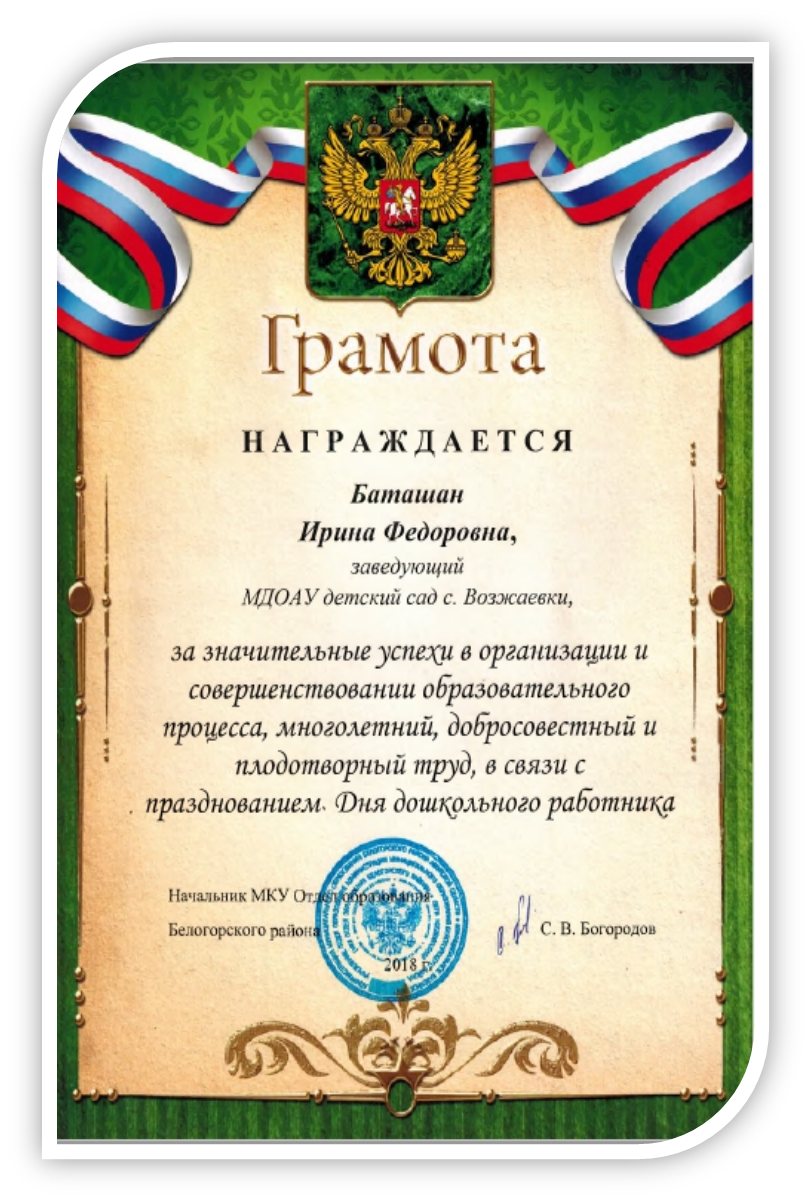 Грамота
НАГРАЖДАЕТСЯ
Баташан
Ирина Федоровна,
заведующий
МДОАУ детский сад с. Возжаевки,
за значительные успехи в организации и
совершенствовании образовательного
процесса, многолетний, добросовестный и
плодотворный труд, в связи с
празднованием Дня дошкольного работника
Начальник МКУ Отдел образования
Белогорского района
С. В. Богородов
2018 г.